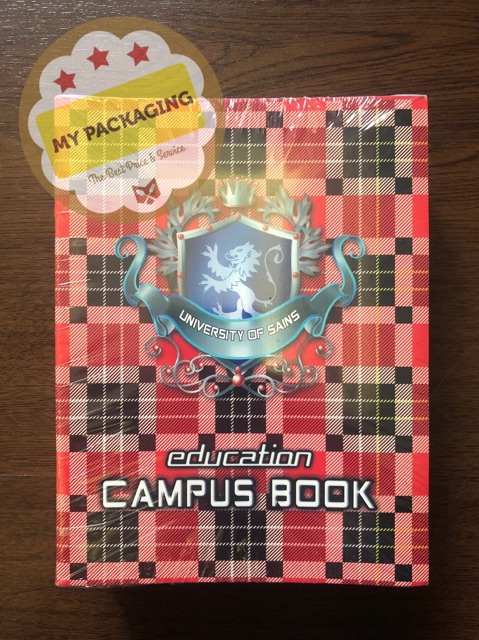 MY PACKAGING
The Best Price & Service
UNIVERSITY OF SAINS
education
CAMPUS BOOK